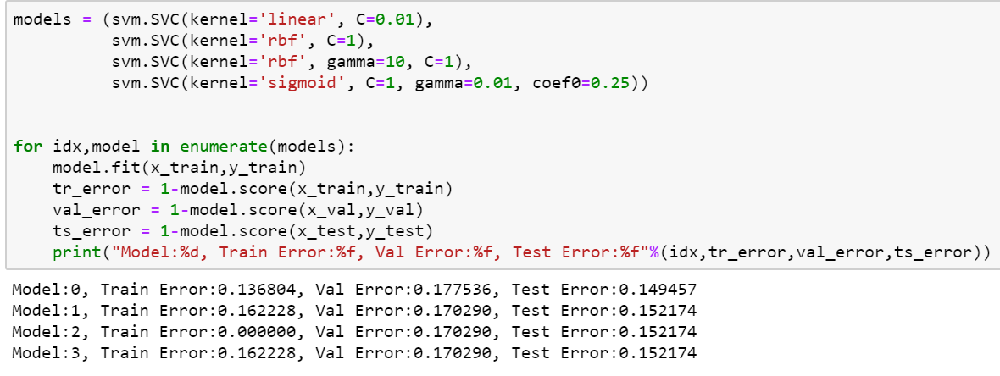 models = (svm.SVC(kernel='linear', C=0.01),
          svm.SVC(kernel='rbf', C=1),
          svm.SVC(kernel='rbf', gamma=10, C=1),
          svm.SVC(kernel='sigmoid', C=1, gamma=0.01, coef0=0.25))
for idx,model in enumerate(models):
    model.fit(x_train,y_train)
    tr_error = 1-model.score(x_train,y_train)
    val_error = 1-model.score(x_val,y_val)
    ts_error = 1-model.score(x_test,y_test)
    print("Model:%d, Train Error:%f, Val Error:%f, Test Error:%f"%(idx,tr_error,val_error,ts_error))
Model:0, Train Error:0.136804, Val Error:0.177536, Test Error:0.149457
Model:1, Train Error:0.162228, Val Error:0.170290, Test Error:0.152174
Model:2, Train Error:0.000000, Val Error:0.170290, Test Error:0.152174
Model:3, Train Error:0.162228, Val Error:0.170290, Test Error:0.152174